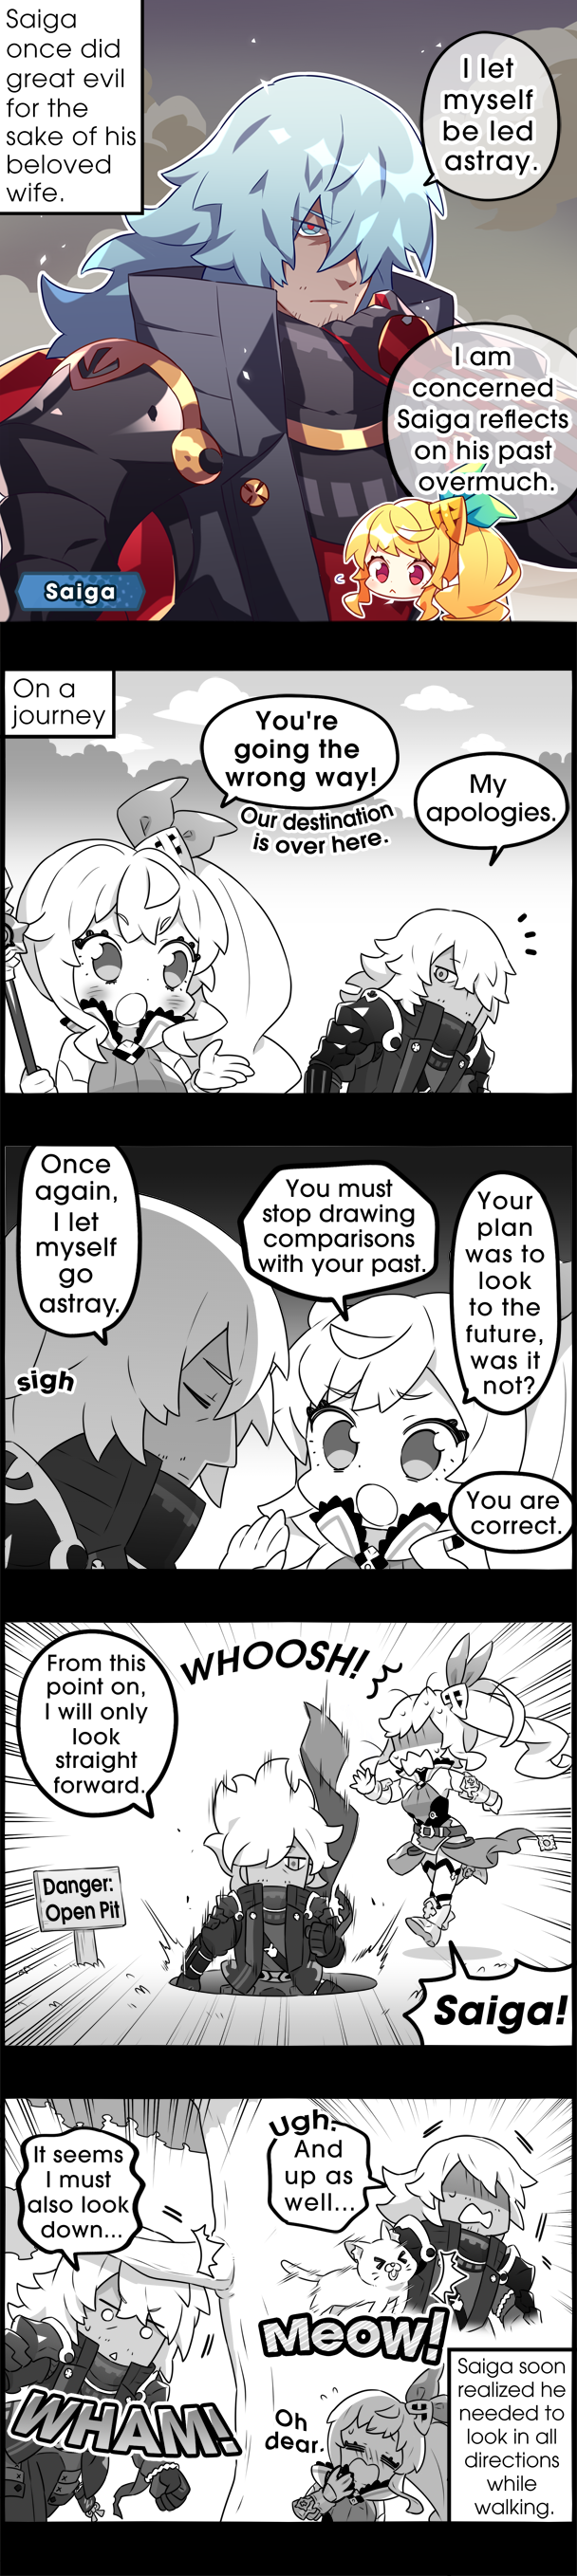 Saiga
once did
great evil
for the
sake of his
beloved
wife.
I let
myself
be led
astray.
I am
concerned
Saiga reflects
on his past
overmuch.
Saiga
On a
journey
You're
going the
wrong way!
Our destination
is over here.
My
apologies.
Once
again,
I let
myself
go
astray.
sigh
You must
stop drawing
comparisons
with your past.
Your
plan
was to
look
to the
future,
was it
not?
You are
correct.
From this
point on,
I will only
look
straight
forward.
WHOOSH!
Danger:
Open Pit
Saiga!
It seems
I must
also look
down...
WHAM!
Ugh.
And
up as
well...
Meow!
Oh
dear.
Saiga soon
realized he
needed to
look in all
directions
while
walking.